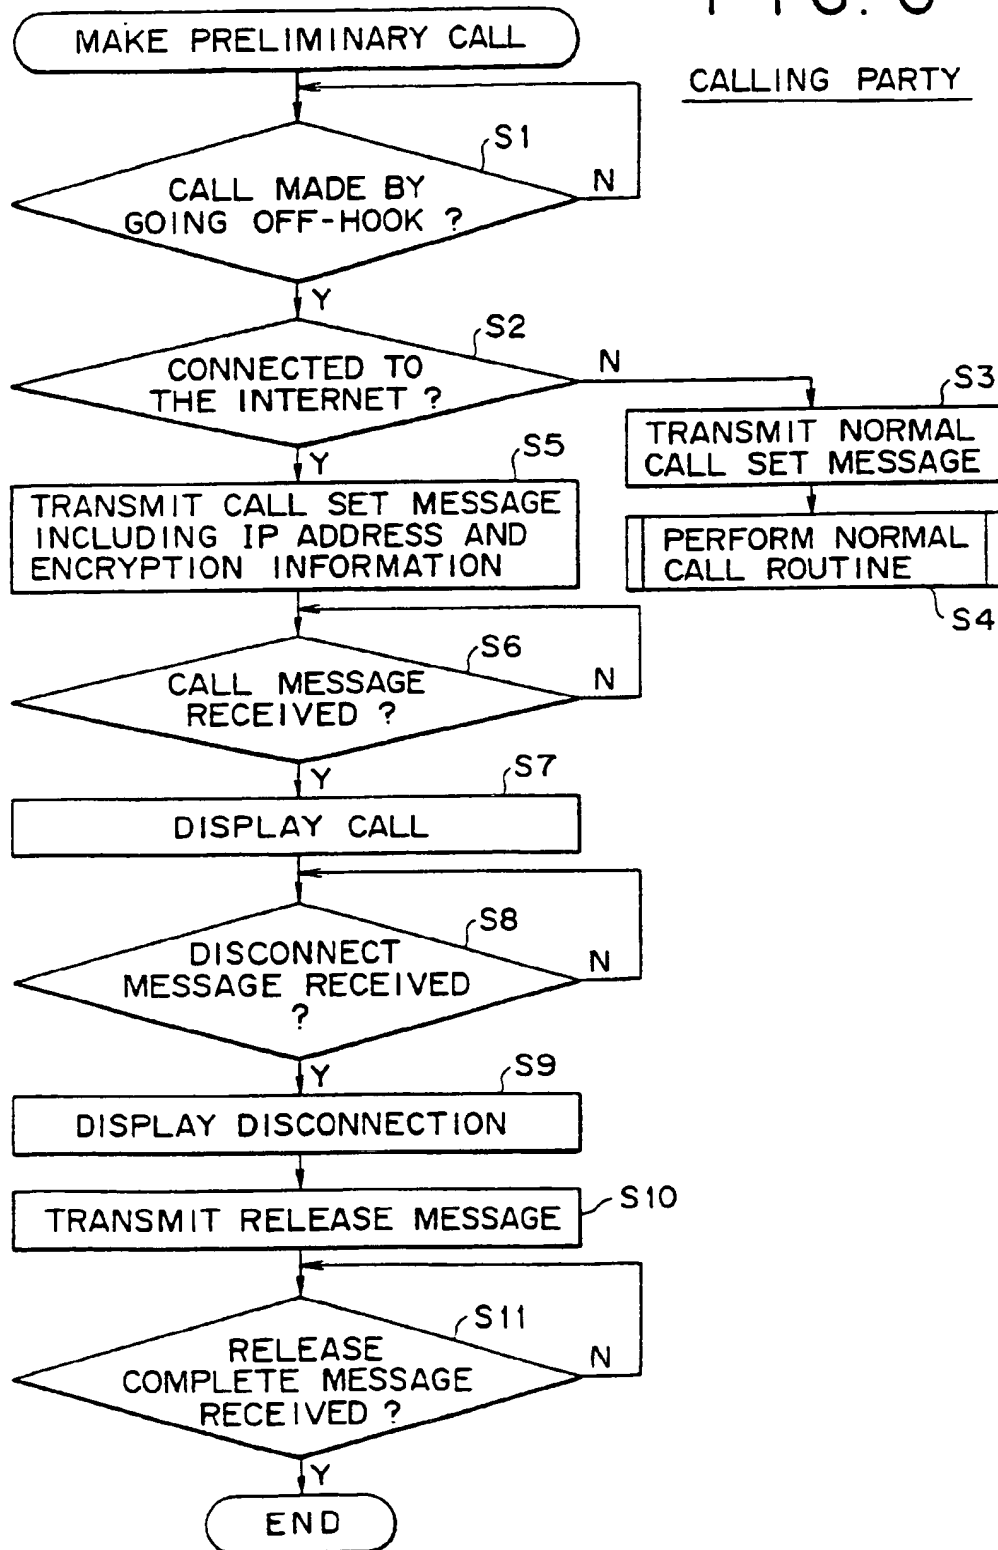 MAKE PRELIMINARY CALL
CALLING PARTY
S1
CALL MADE BY
GOING OFF-HOOK ?
N
Y
S2
CONNECTED TO
THE INTERNET ?
N
Y
S3
TRANSMIT NORMAL
CALL SET MESSAGE
PERFORM NORMAL
CALL ROUTINE
S4
S5
TRANSMIT CALL SET MESSAGE
INCLUDING IP ADDRESS AND
ENCRYPTION INFORMATION
S6
CALL MESSAGE
RECEIVED ?
N
Y
S7
DISPLAY CALL
S8
DISCONNECT
MESSAGE RECEIVED
?
N
Y
S9
DISPLAY DISCONNECTION
TRANSMIT RELEASE MESSAGE
S10
S11
RELEASE
COMPLETE MESSAGE
RECEIVED ?
N
Y
END